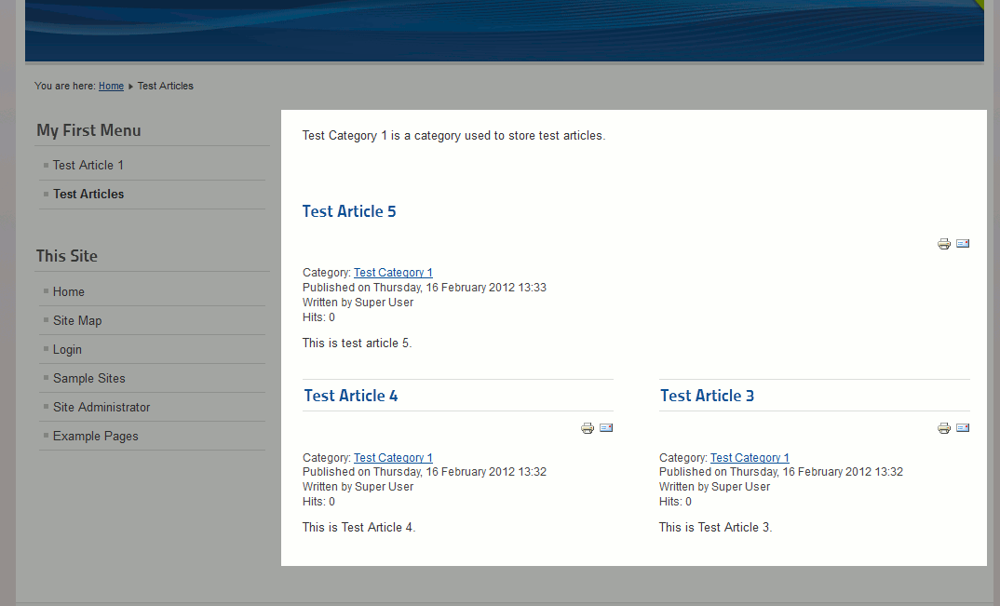 You are here: Home ▸ Test Articles
My First Menu
Test Article 1
Test Articles
This Site
Home
Site Map
Login
Sample Sites
Site Administrator
Example Pages
Test Category 1 is a category used to store test articles.
Test Article 5
Category: Test Category 1
Published on Thursday, 16 February 2012 13:33
Written by Super User
Hits: 0
This is test article 5.
Test Article 4
Category: Test Category 1
Published on Thursday, 16 February 2012 13:32
Written by Super User
Hits: 0
This is Test Article 4.
Test Article 3
Category: Test Category 1
Published on Thursday, 16 February 2012 13:32
Written by Super User
Hits: 0
This is Test Article 3.